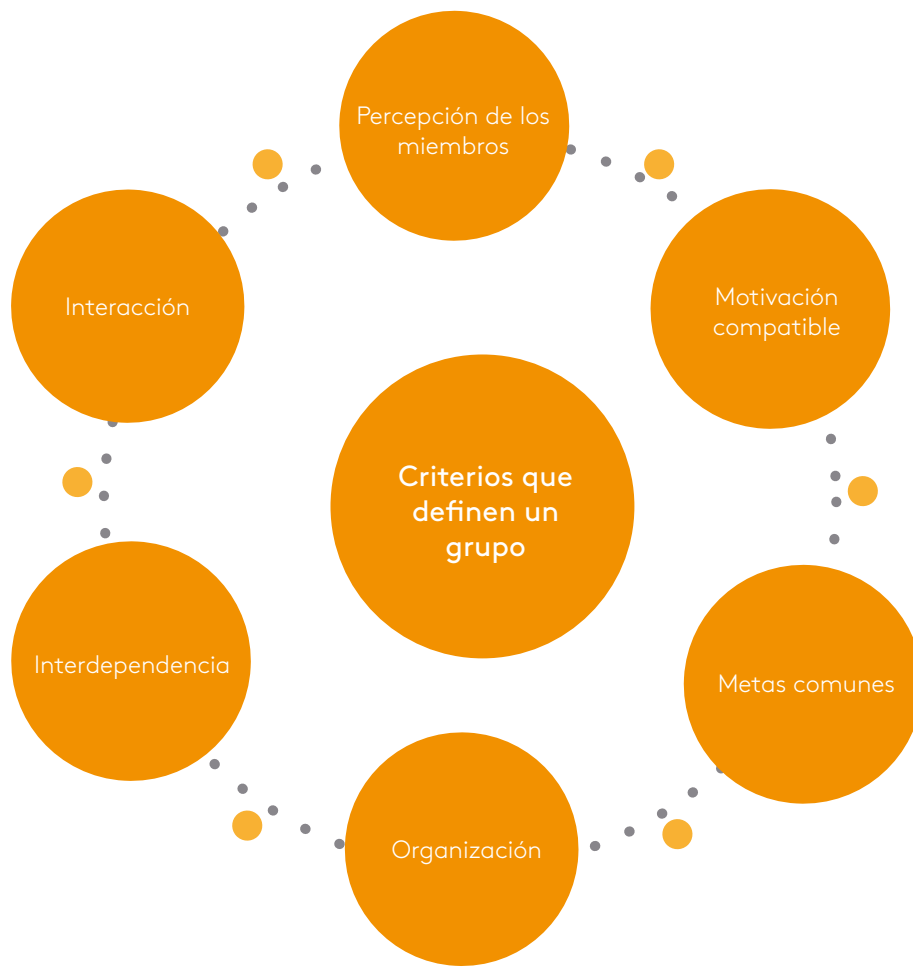 Percepción de los
miembros
Motivación
compatible
Metas comunes
Organización
Interdependencia
Interacción
Criterios que
definen un
grupo